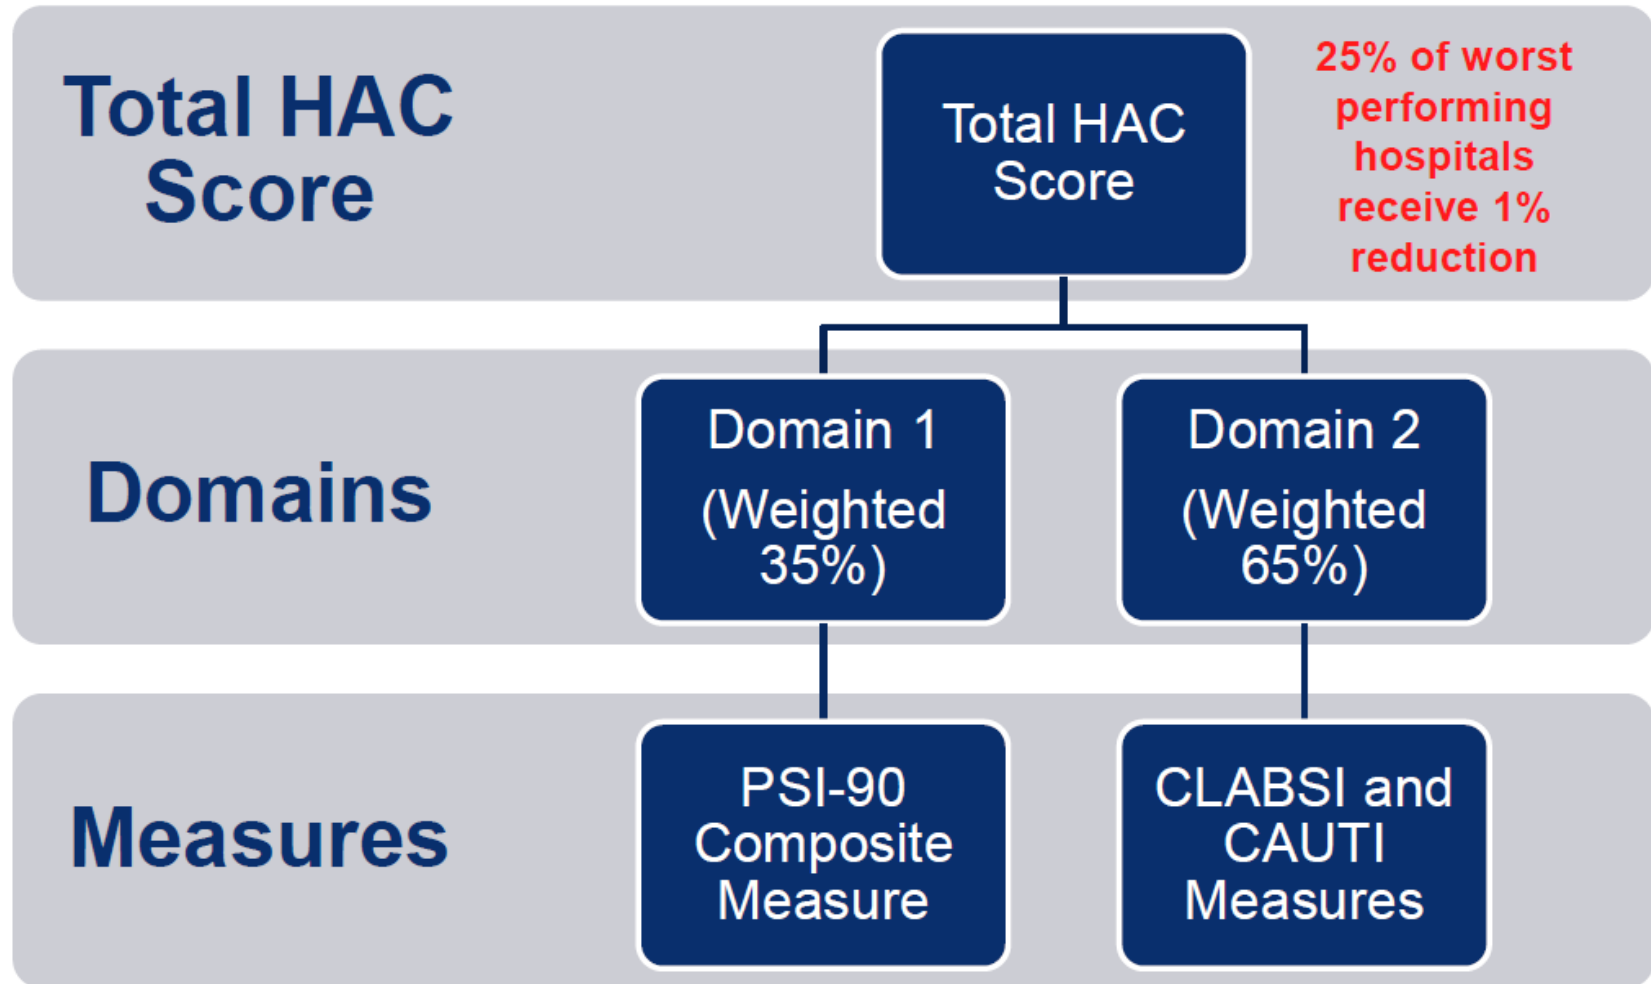 Total HAC
Score
Total HAC
Score
25% of worst
performing
hospitals
receive 1%
reduction
Domains
Domain 1
(Weighted
35%)
Domain 2
(Weighted
65%)
Measures
PSI-90
Composite
Measure
CLABSI and
CAUTI
Measures